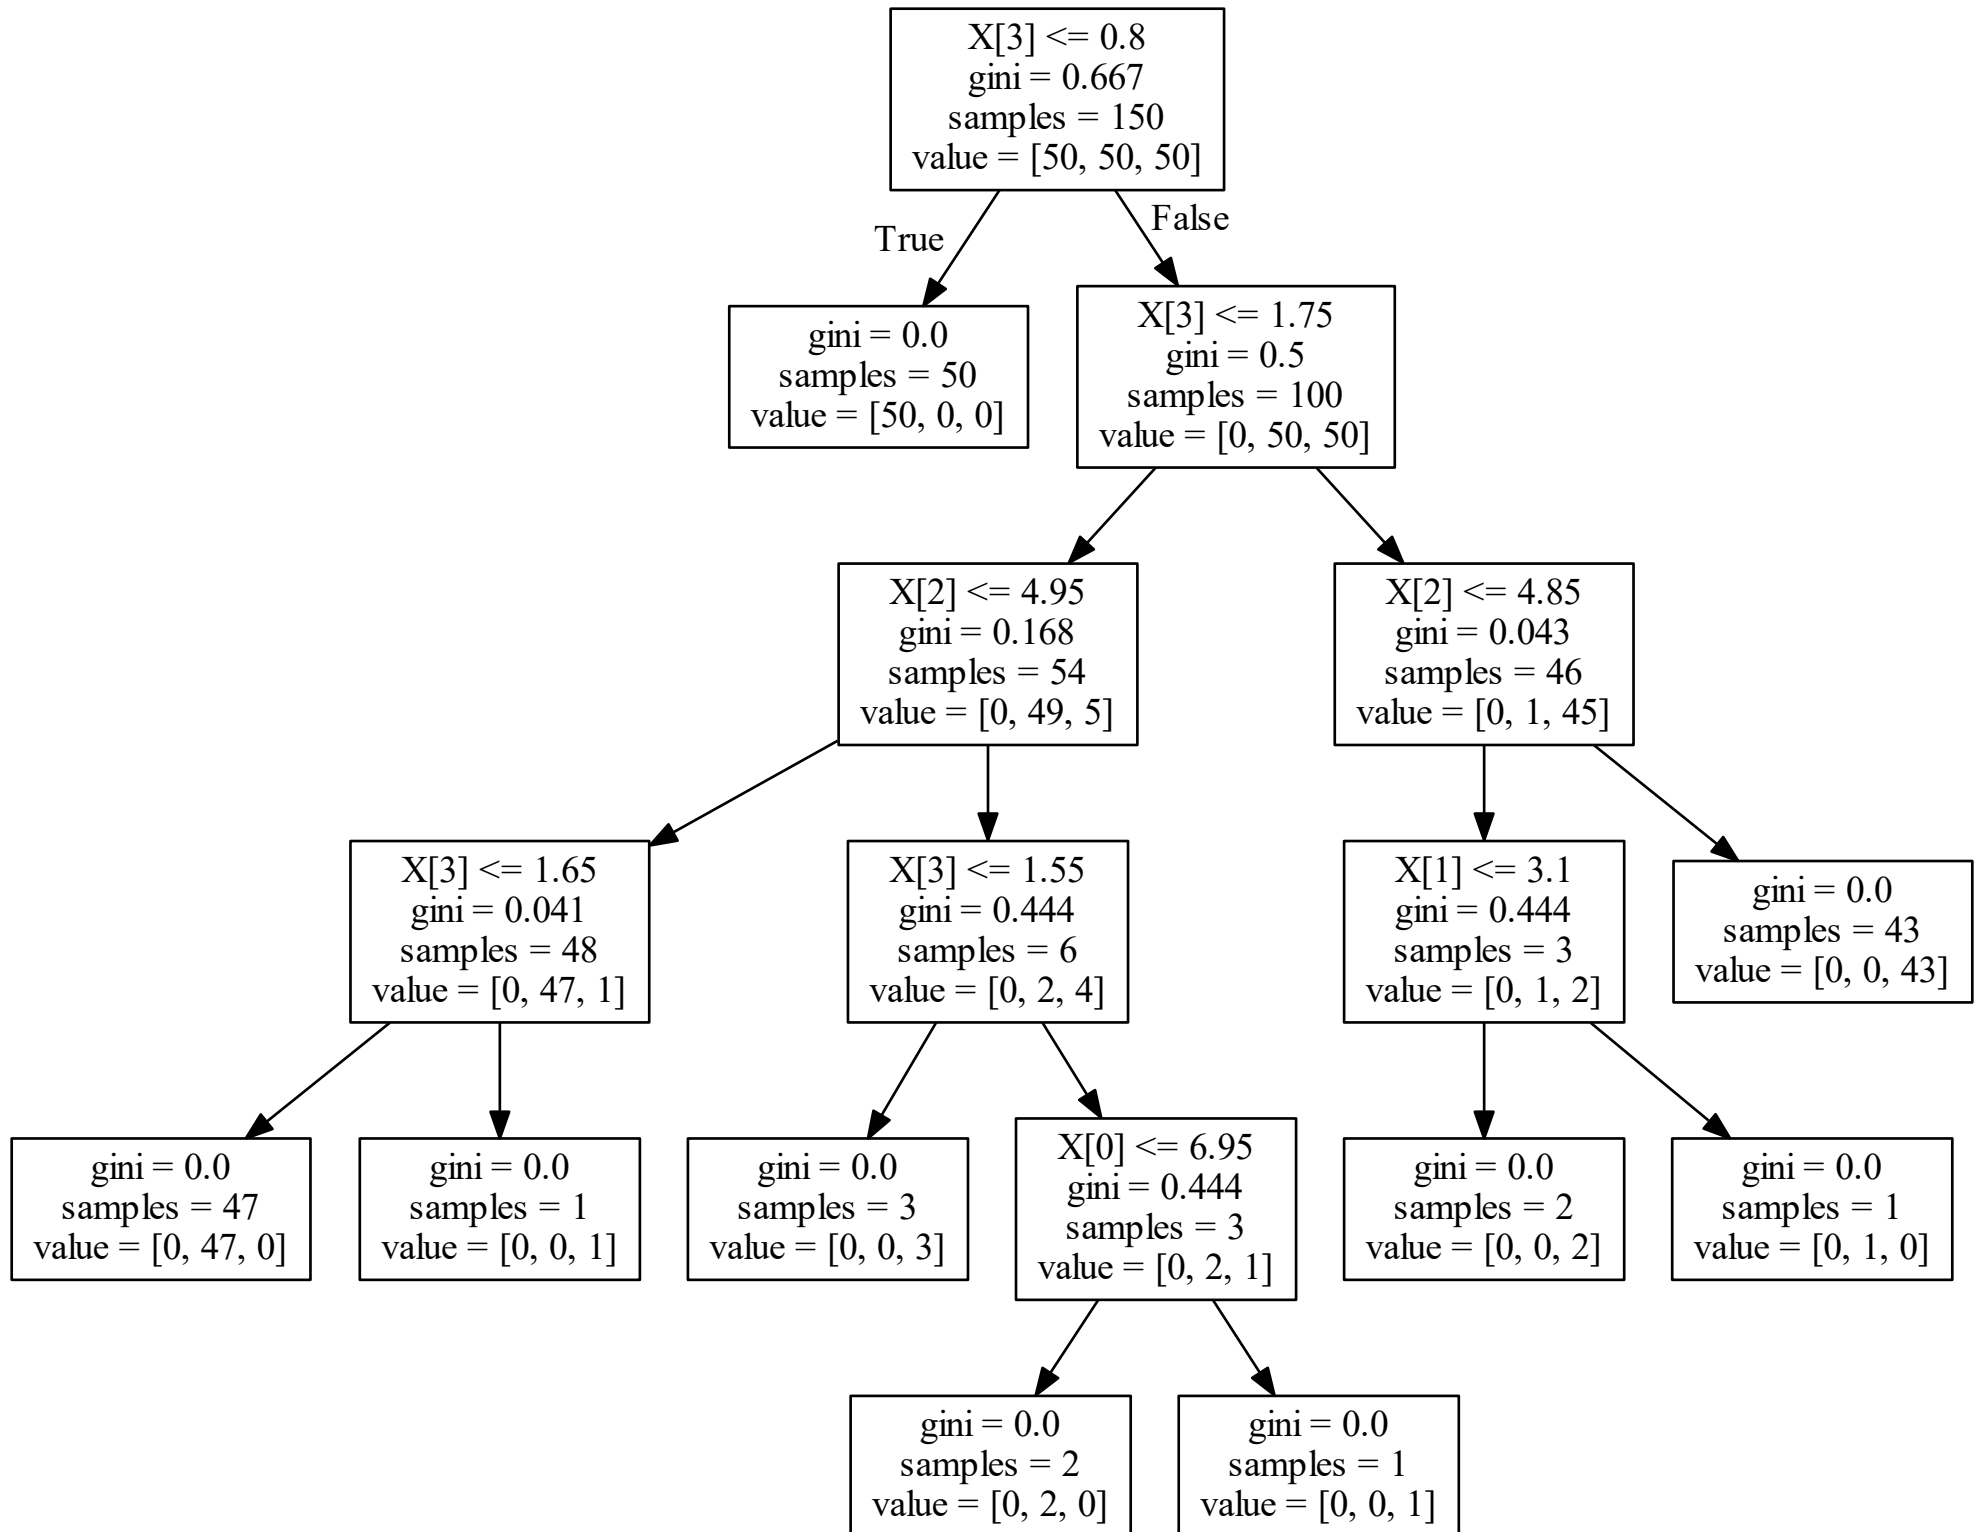 X[3] <= 0.8
gini = 0.667
samples = 150
value = [50, 50, 50]
True
False
gini = 0.0
samples = 50
value = [50, 0, 0]
X[3] <= 1.75
gini = 0.5
samples = 100
value = [0, 50, 50]
X[2] <= 4.95
gini = 0.168
samples = 54
value = [0, 49, 5]
X[2] <= 4.85
gini = 0.043
samples = 46
value = [0, 1, 45]
X[3] <= 1.65
gini = 0.041
samples = 48
value = [0, 47, 1]
X[3] <= 1.55
gini = 0.444
samples = 6
value = [0, 2, 4]
X[1] <= 3.1
gini = 0.444
samples = 3
value = [0, 1, 2]
gini = 0.0
samples = 43
value = [0, 0, 43]
gini = 0.0
samples = 47
value = [0, 47, 0]
gini = 0.0
samples = 1
value = [0, 0, 1]
gini = 0.0
samples = 3
value = [0, 0, 3]
X[0] <= 6.95
gini = 0.444
samples = 3
value = [0, 2, 1]
gini = 0.0
samples = 2
value = [0, 0, 2]
gini = 0.0
samples = 1
value = [0, 1, 0]
gini = 0.0
samples = 2
value = [0, 2, 0]
gini = 0.0
samples = 1
value = [0, 0, 1]